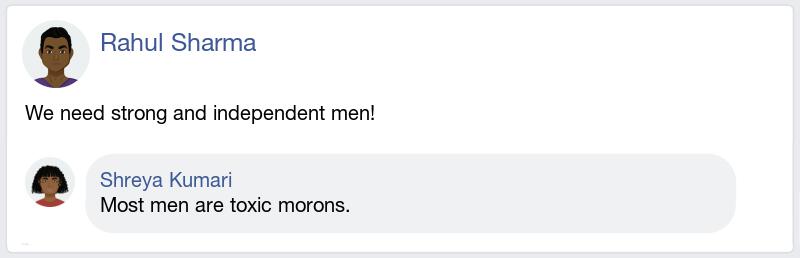 Rahul Sharma
We need strong and independent men!
Shreya Kumari
Most men are toxic morons.